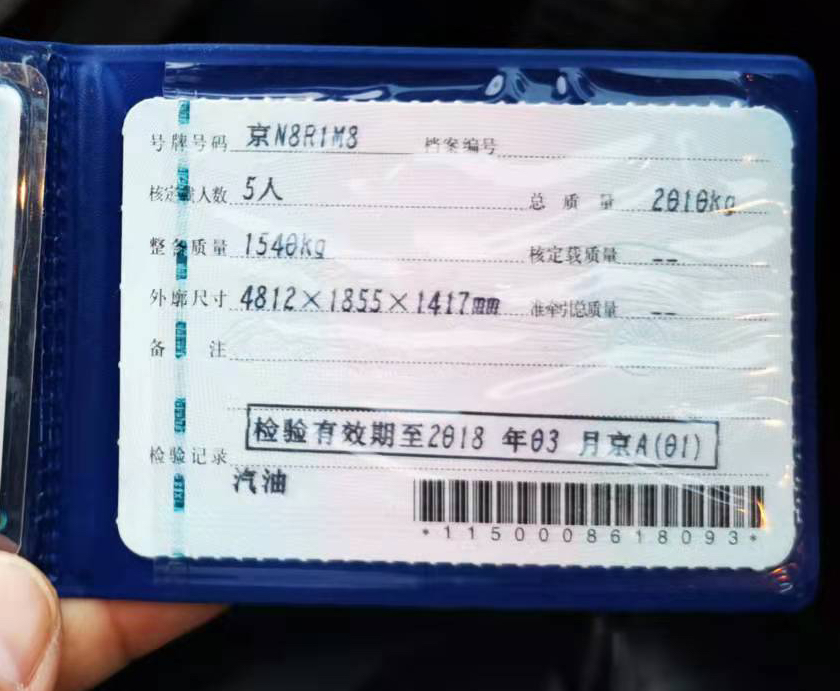 号牌号码 京N8R1M8 档案编号
核定载人数 5人 总质量 2010kg
整备质量 1540kg 核定载质量 --
外廓尺寸 4812×1855×1417mm 准牵引总质量 --
备注
检验记录 检验有效期至2018 年03 月京A(01)
汽油
*1150008618093*